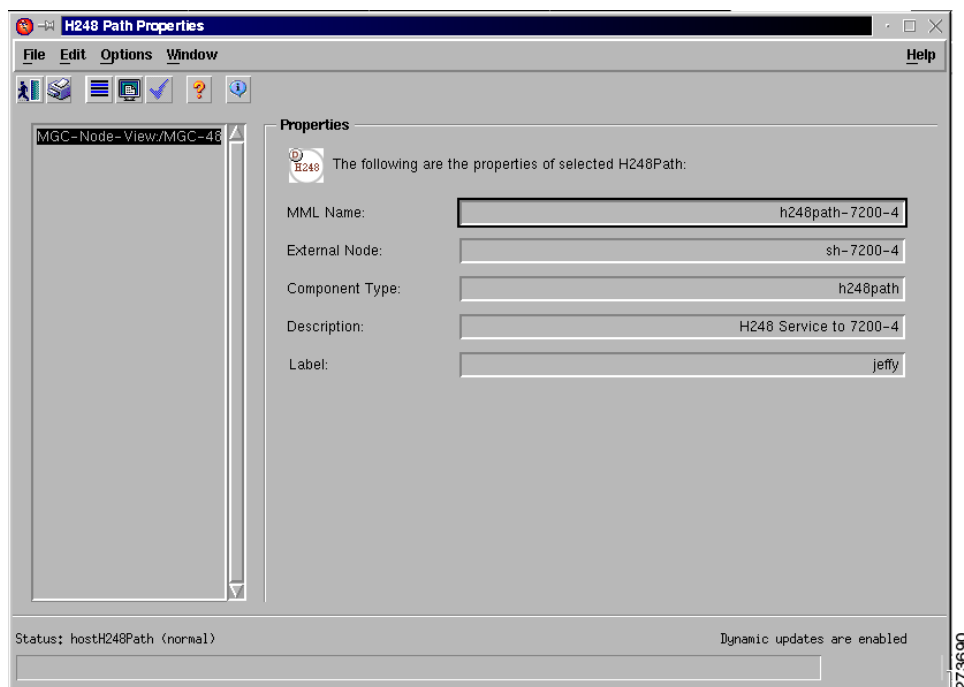 H248 Path Properties
File Edit Options Window Help
MGC-Node-View:/MGC-48
Properties
D
H248
The following are the properties of selected H248Path:
MML Name: h248path-7200-4
External Node: sh-7200-4
Component Type: h248path
Description: H248 Service to 7200-4
Label: jeffy
Status: hostH248Path (normal) Dynamic updates are enabled
273690